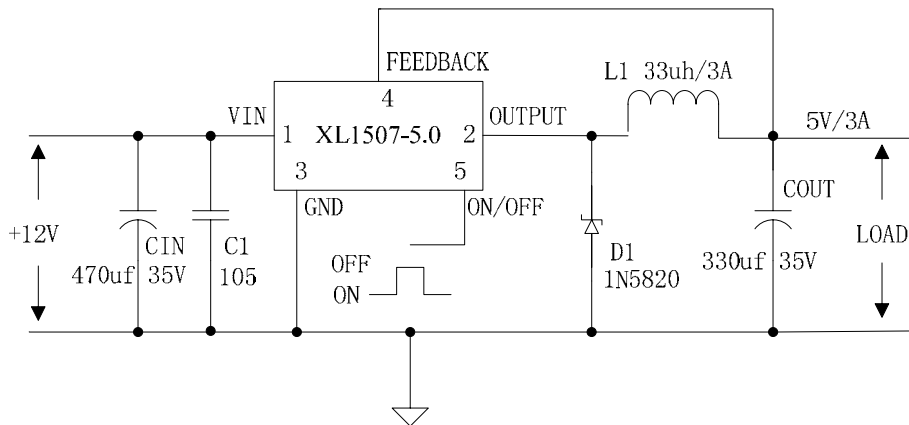 FEEDBACK
L1 33uh/3A
4
VIN
OUTPUT
1
XL1507-5.0
2
5V/3A
3
5
GND
ON/OFF
COUT
+12V
CIN
C1
OFF
D1
LOAD
470uf 35V
105
ON
1N5820
330uf 35V